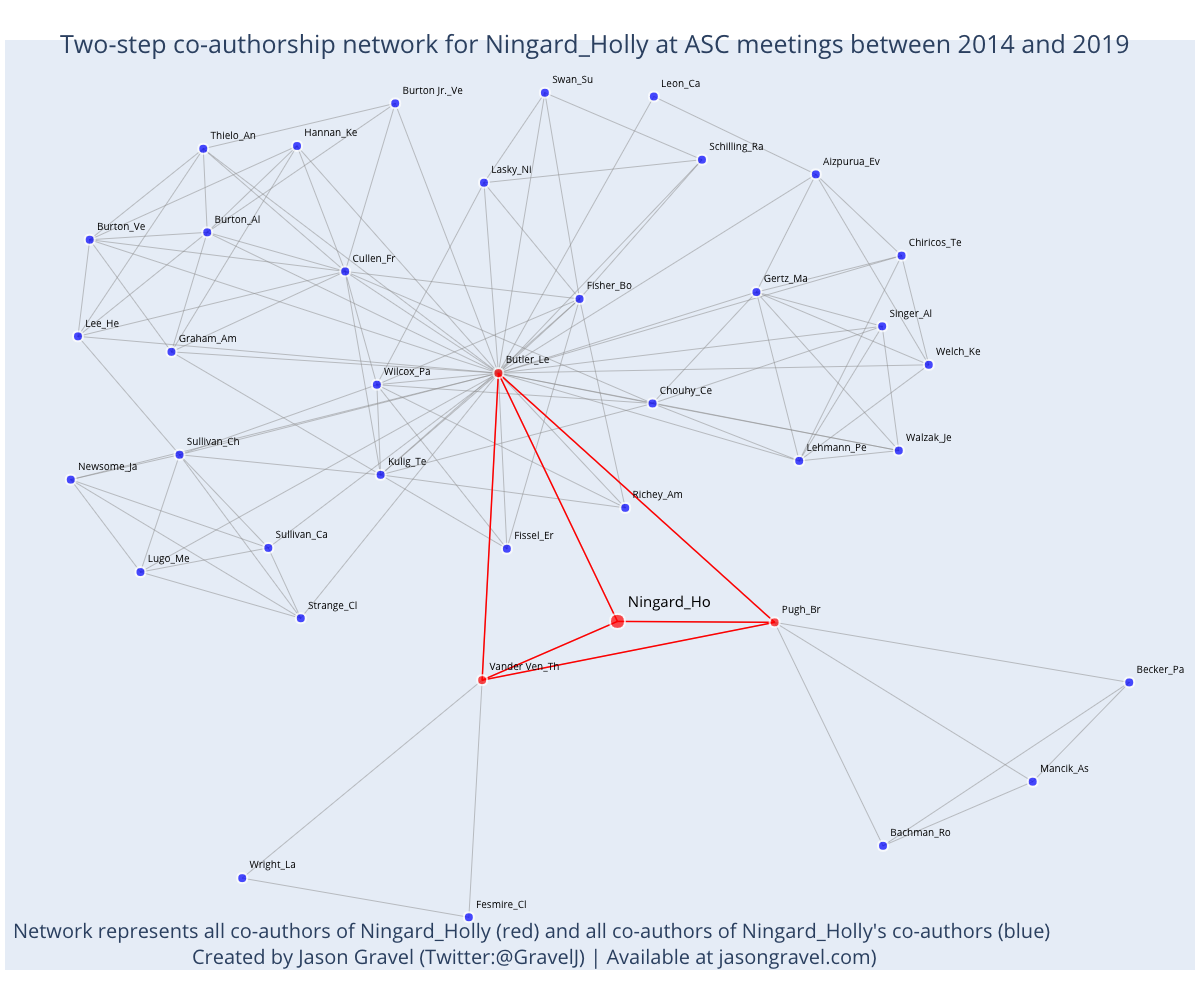 Two-step co-authorship network for Ningard_Holly at ASC meetings between 2014 and 2019
Swan_Su
Leon_Ca
Burton Jr._Ve
Thielo_An
Hannan_Ke
Schilling_Ra
Aizpurua_Ev
Lasky_Ni
Burton_Ve
Burton_Al
Chiricos_Te
Cullen_Fr
Gertz_Ma
Fisher_Bo
Singer_Al
Lee_He
Graham_Am
Welch_Ke
Butler_Le
Wilcox_Pa
Chouhy_Ce
Sullivan_Ch
Walzak_Je
Lehmann_Pe
Newsome_Ja
Kulig_Te
Richey_Am
Sullivan_Ca
Fissel_Er
Lugo_Me
Ningard_Ho
Strange_Cl
Pugh_Br
Vander Ven_Th
Becker_Pa
Mancik_As
Bachman_Ro
Wright_La
Fesmire_Cl
Network represents all co-authors of Ningard_Holly (red) and all co-authors of Ningard_Holly's co-authors (blue)
Created by Jason Gravel (Twitter:@GravelJ) | Available at jasongravel.com)